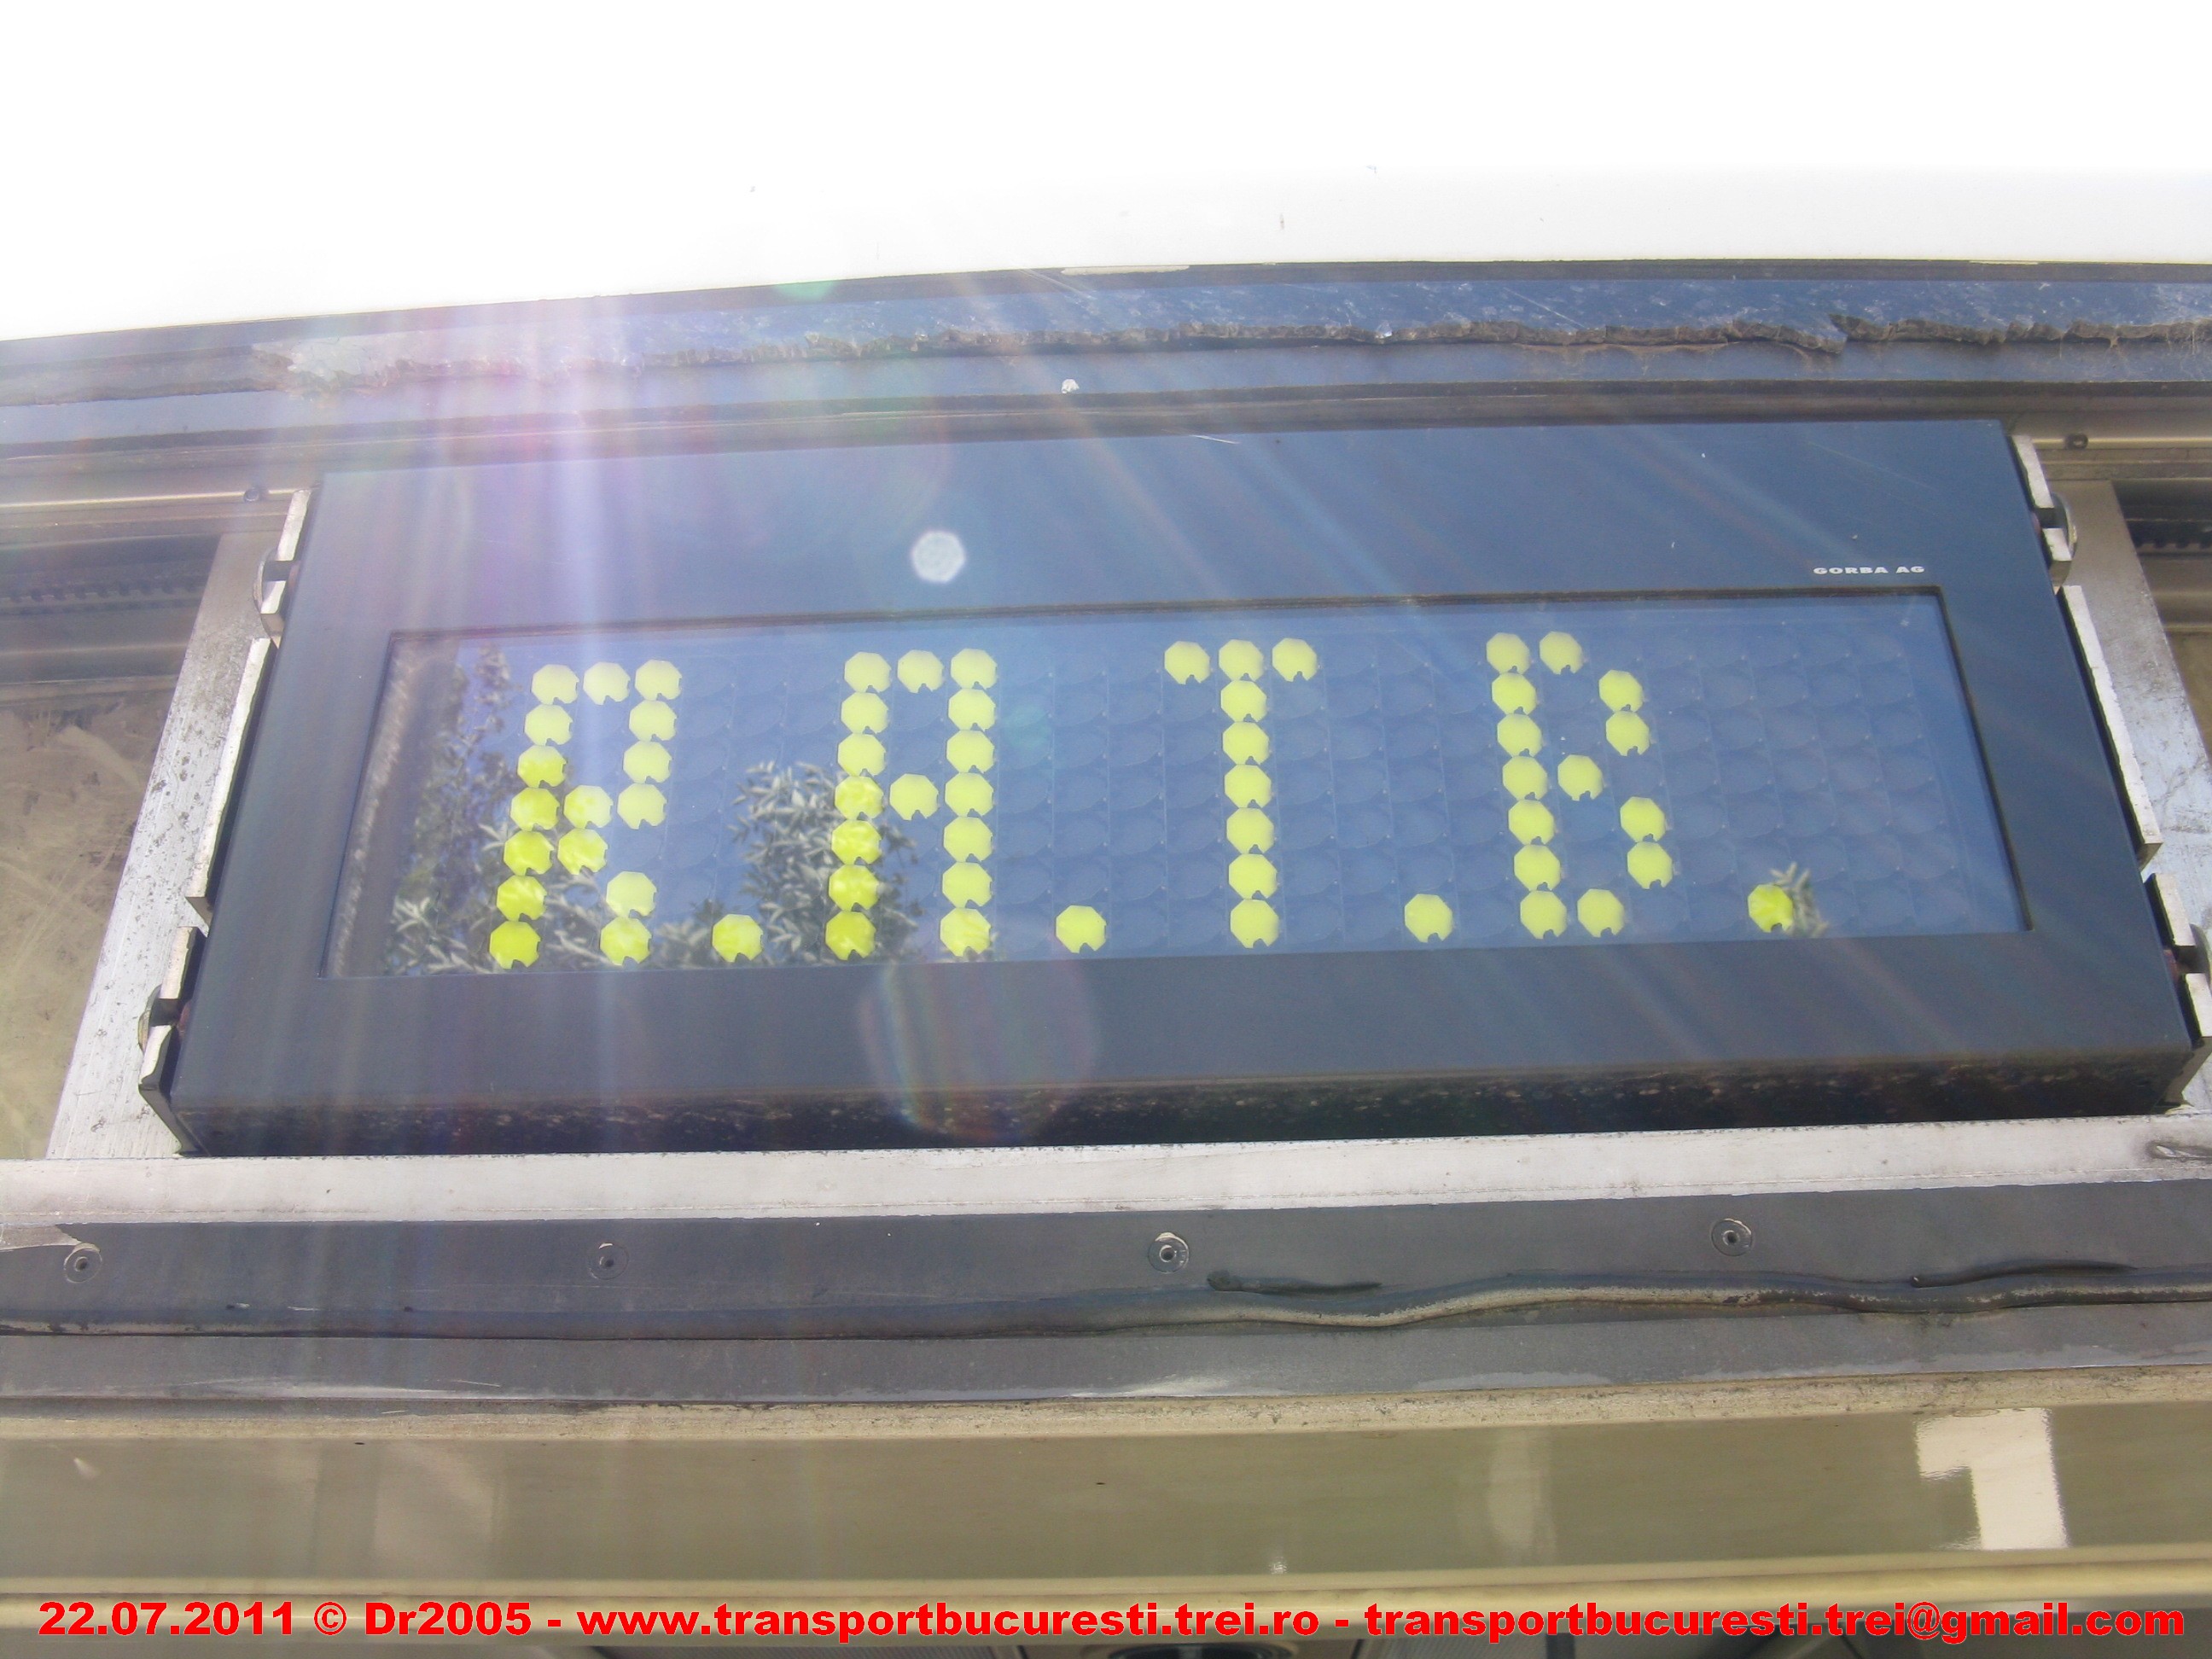 GORBA AG
R.A.T.B.
1
22.07.2011 © Dr2005 - www.transportbucuresti.trei.ro - transportbucuresti.trei@gmail.com